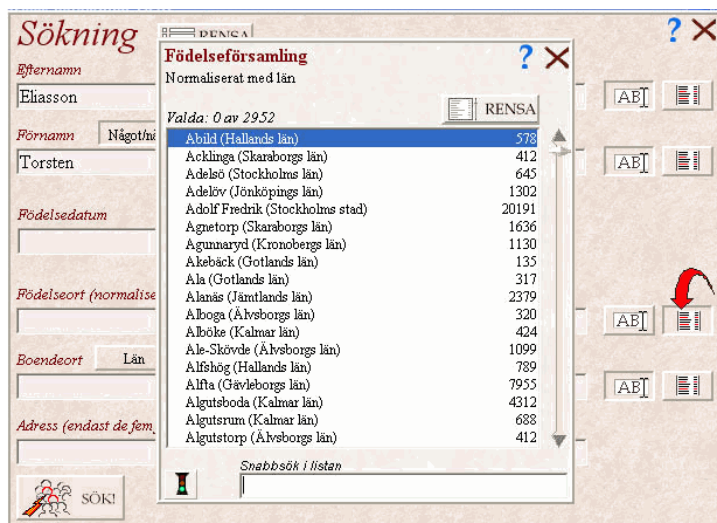 Sökning
RENSA
Efternamn
Eliasson
Förnamn Något/nå
Torsten
Födelsedatum
Födelseort (normalise
Boendeort Län
Adress (endast de fem
SÖK!
AB
AB
AB
AB
Födelseförsamling
Normaliserat med län
Valda: 0 av 2952
RENSA
Abild (Hallands län) 578
Acklinga (Skaraborgs län) 412
Adelsö (Stockholms län) 645
Adelöv (Jönköpings län) 1302
Adolf Fredrik (Stockholms stad) 20191
Agnetorp (Skaraborgs län) 1636
Agunnaryd (Kronobergs län) 1130
Akebäck (Gotlands län) 135
Ala (Gotlands län) 317
Alanäs (Jämtlands län) 2379
Alboga (Älvsborgs län) 320
Alböke (Kalmar län) 424
Ale-Skövde (Älvsborgs län) 1099
Alfshög (Hallands län) 789
Alfta (Gävleborgs län) 7955
Algutsboda (Kalmar län) 4312
Algutsrum (Kalmar län) 688
Algutstorp (Älvsborgs län) 412
Snabbsök i listan